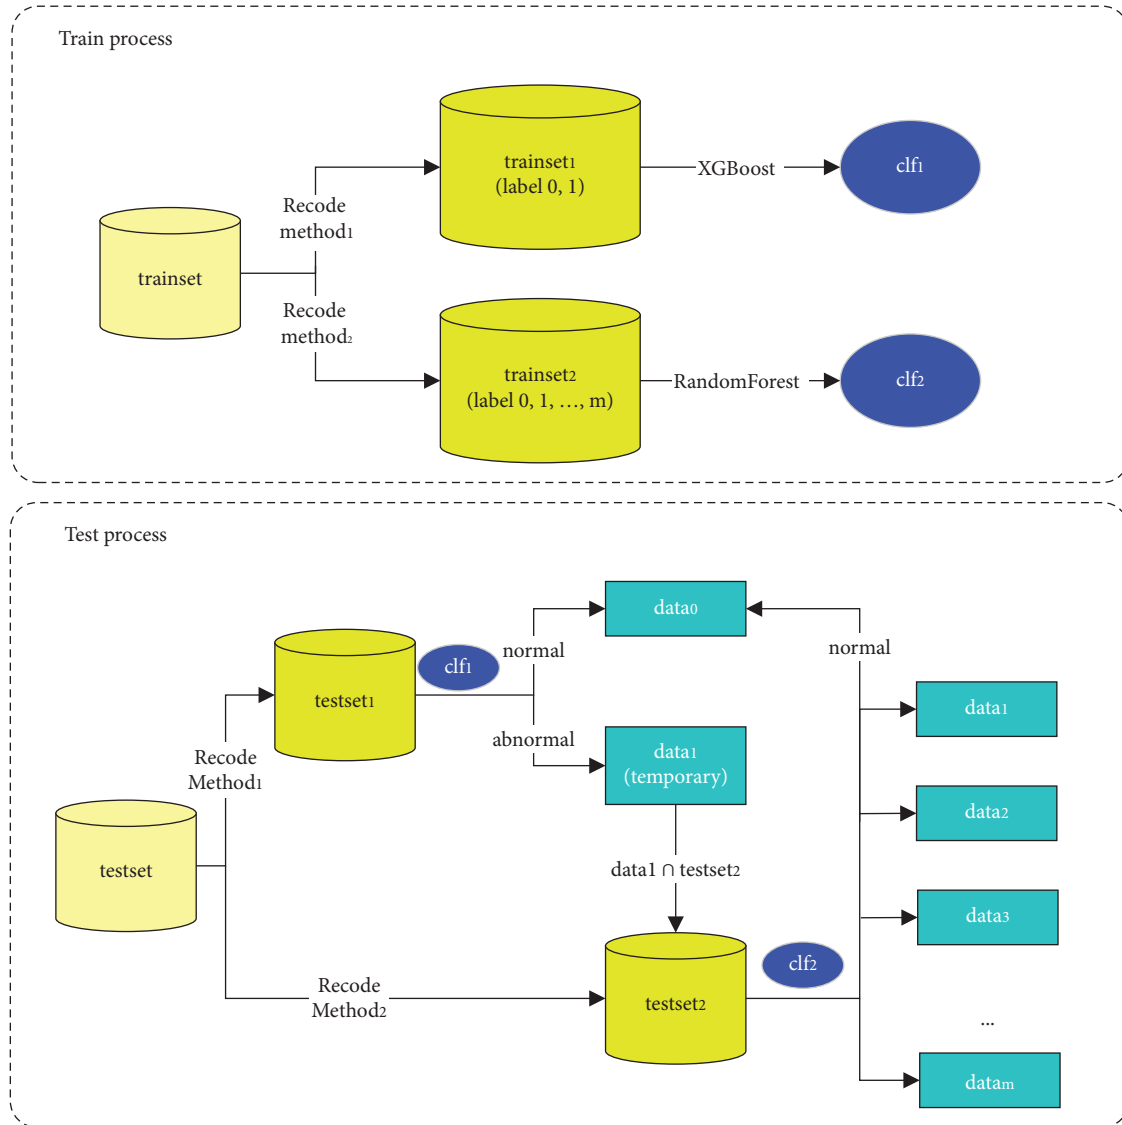 Train process
trainset
Recode
method1
Recode
method2
trainset1
(label 0, 1)
XGBoost
clf1
trainset2
(label 0, 1, …, m)
RandomForest
clf2
Test process
testset
Recode
Method1
testset1
clf1
normal
data0
abnormal
data1
(temporary)
data1 ∩ testset2
Recode
Method2
testset2
clf2
normal
data1
data2
data3
...
datam